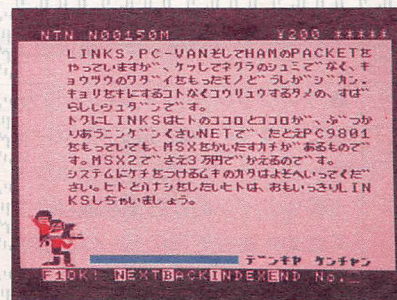 NTN N00150M ¥200 *****
LINKS,PC-VANそしてHAMのPACKETを
やっていますが、ケッしてネクラのシュミでなく、キ
ョウツウのワダイをもったモノどうしが ジカン、
キョリをキにするコトなくコウリュウするタメの、すば
らしいシュダンです。
トクにLINKSはヒトのココロとココロが、ぶつか
りあうニンゲンくさいNETで、たとえPC9801
をもっていても、MSXをかいたすカチがあるもので
す。MSX2でさえ3万円でかえるのです。
システムにケチをつけるムキのカタはよそへいってくだ
さい。ヒトとハナシをしたいヒトは、おもいっきりLIN
KSしちゃいましょう。
デンキヤ ケンチャン
F1OK! NEXTBACKINDEXEND No._